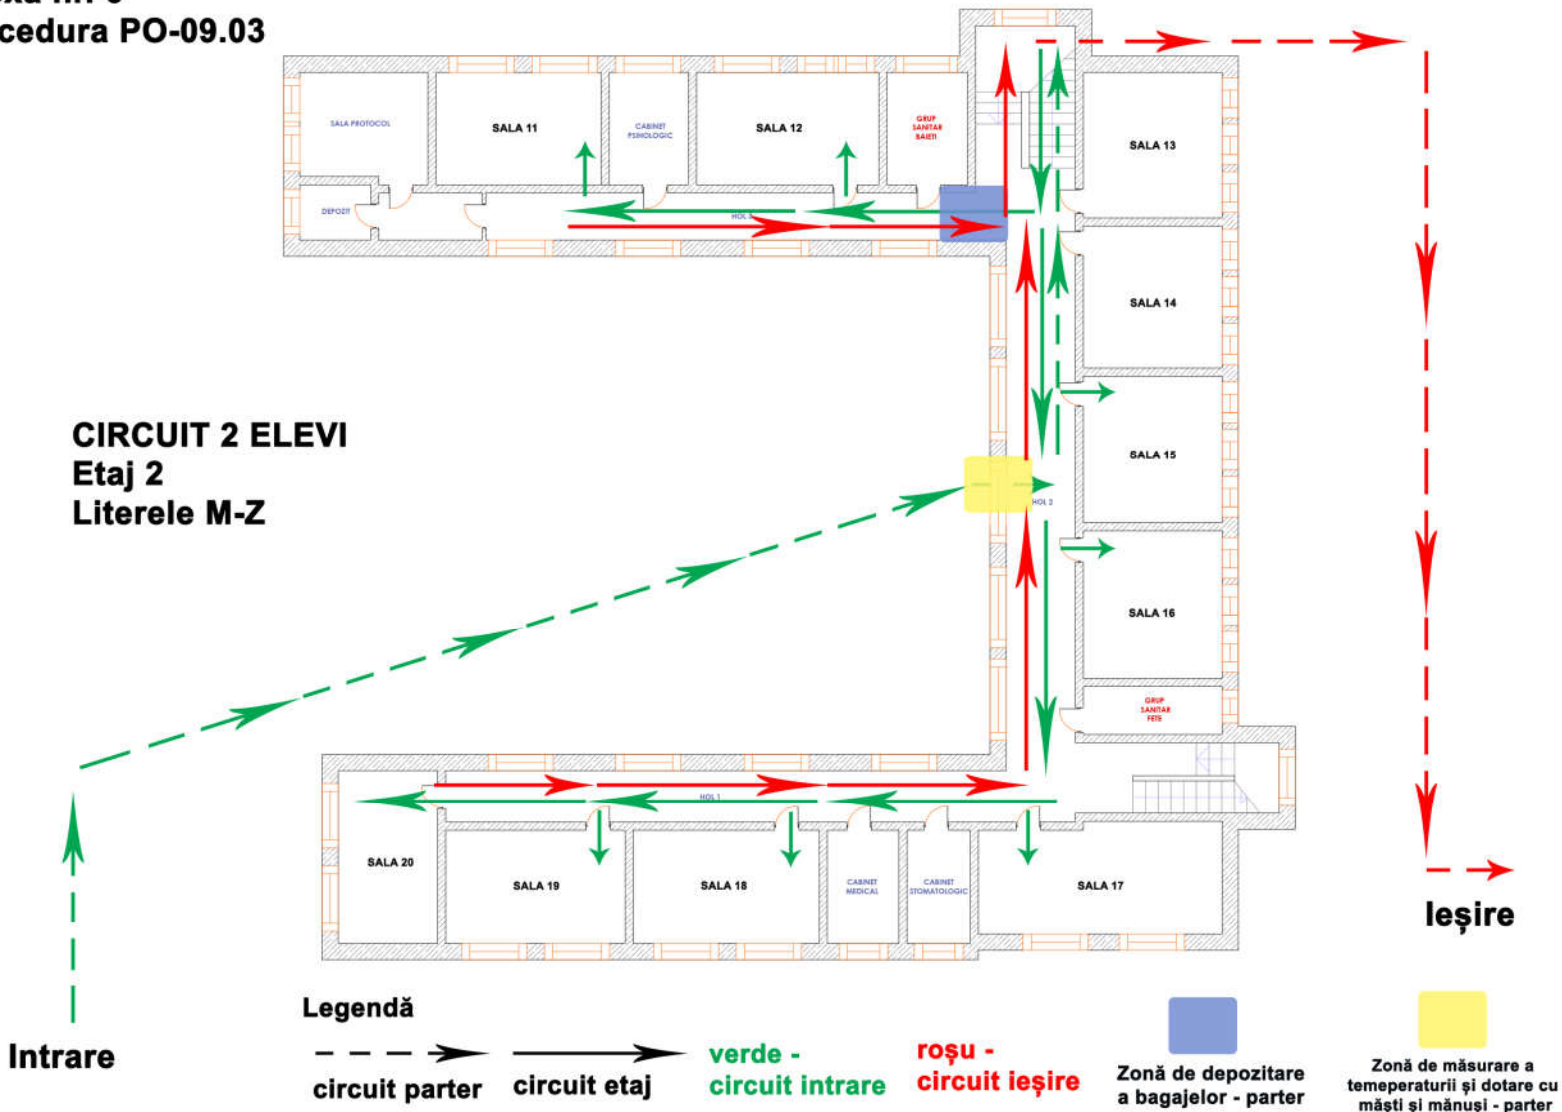 cedura PO-09.03
SALA PROTOCOL
SALA 11
CABINET
PSIHOLOGIC
SALA 12
GRUP
SANITAR
BAIETI
SALA 13
DEPOZIT
HOL 3
SALA 14
CIRCUIT 2 ELEVI
Etaj 2
Literele M-Z
SALA 15
HOL 2
SALA 16
GRUP
SANITAR
FETE
HOL 1
SALA 20
SALA 19
SALA 18
CABINET
MEDICAL
CABINET
STOMATOLOGIC
SALA 17
Ieșire
Intrare
Legendă
circuit parter
circuit etaj
verde -
circuit intrare
roșu -
circuit ieșire
Zonă de depozitare
a bagajelor - parter
Zonă de măsurare a
temeperaturii și dotare cu
măști și mănuși - parter